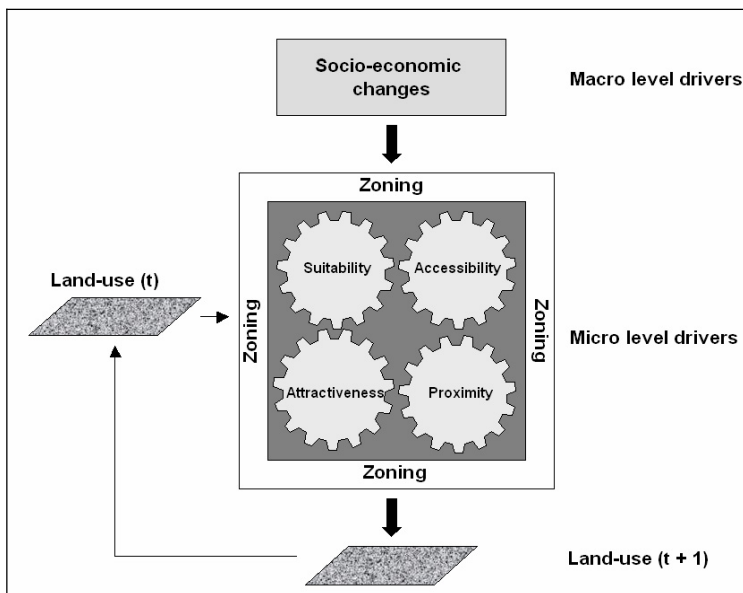 Socio-economic
changes
Macro level drivers
Zoning
Suitability
Accessibility
Land-use (t)
Zoning
Zoning
Micro level drivers
Attractiveness
Proximity
Zoning
Land-use (t + 1)